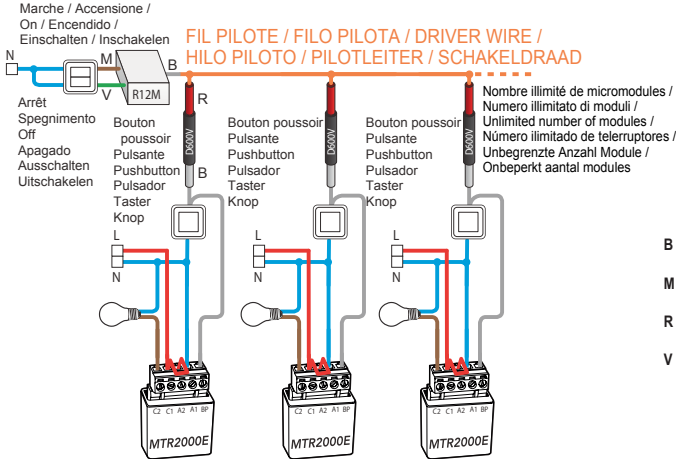 Marche / Accensione /
On / Encendido /
Einschalten / Inschakelen
FIL PILOTE / FILO PILOTA / DRIVER WIRE /
HILO PILOTO / PILOTLEITER / SCHAKELDRAAD
N
M
B
V
R12M
R
Arrêt
Spegnimento
Off
Apagado
Ausschalten
Uitschakelen
Nombre illimité de micromodules /
Numero illimitato di moduli /
Unlimited number of modules /
Número ilimitado de telerruptores /
Unbegrenzte Anzahl Module /
Onbeperkt aantal modules
Bouton
poussoir
Pulsante
Pushbutton
Pulsador
Taster
Knop
D600V
B
Bouton poussoir
Pulsante
Pushbutton
Pulsador
Taster
Knop
D600V
Bouton poussoir
Pulsante
Pushbutton
Pulsador
Taster
Knop
D600V
L
N
L
N
L
N
C2 C1 A2 A1 BP
MTR2000E
C2 C1 A2 A1 BP
MTR2000E
C2 C1 A2 A1 BP
MTR2000E
B
M
R
V